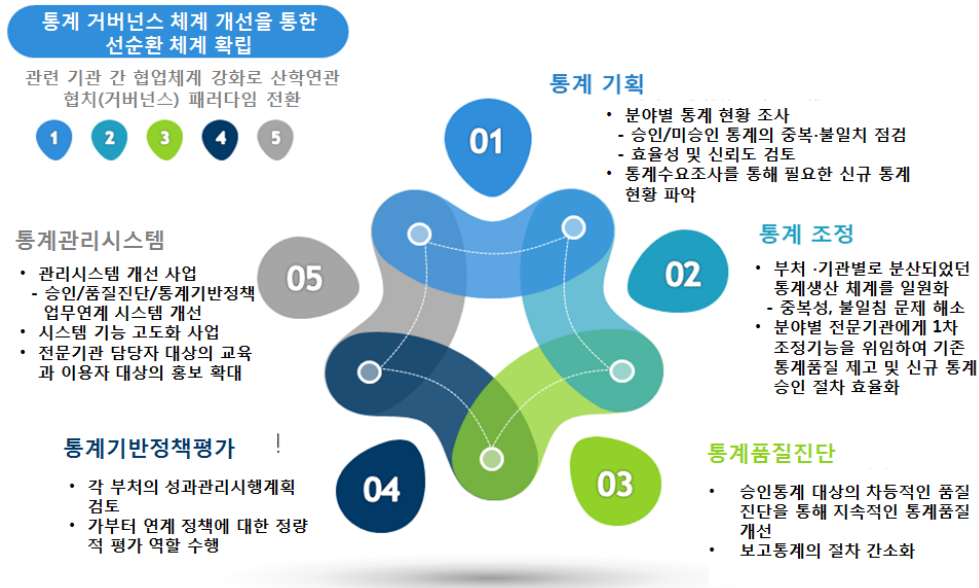 통계 거버넌스 체계 개선을 통한
선순환 체계 확립
관련 기관 간 협업체계 강화로 산학연관
협치(거버넌스) 패러다임 전환
1 2 3 4 5
통계 기획
• 분야별 통계 현황 조사
- 승인/미승인 통계의 중복·불일치 점검
- 효율성 및 신뢰도 검토
• 통계수요조사를 통해 필요한 신규 통계
현황 파악
01
통계 조정
• 부처 ·기관별로 분산되었던
통계생산 체계를 일원화
- 중복성, 불일침 문제 해소
• 분야별 전문기관에게 1차
조정기능을 위임하여 기존
통계품질 제고 및 신규 통계
승인 절차 효율화
02
통계품질진단
• 승인통계 대상의 차등적인 품질
진단을 통해 지속적인 통계품질
개선
• 보고통계의 절차 간소화
03
통계기반정책평가 !
• 각 부처의 성과관리시행계획
검토
• 가부터 연계 정책에 대한 정량
적 평가 역할 수행
04
통계관리시스템
• 관리시스템 개선 사업
- 승인/품질진단/통계기반정책
업무연계 시스템 개선
• 시스템 기능 고도화 사업
• 전문기관 담당자 대상의 교육
과 이용자 대상의 홍보 확대
05